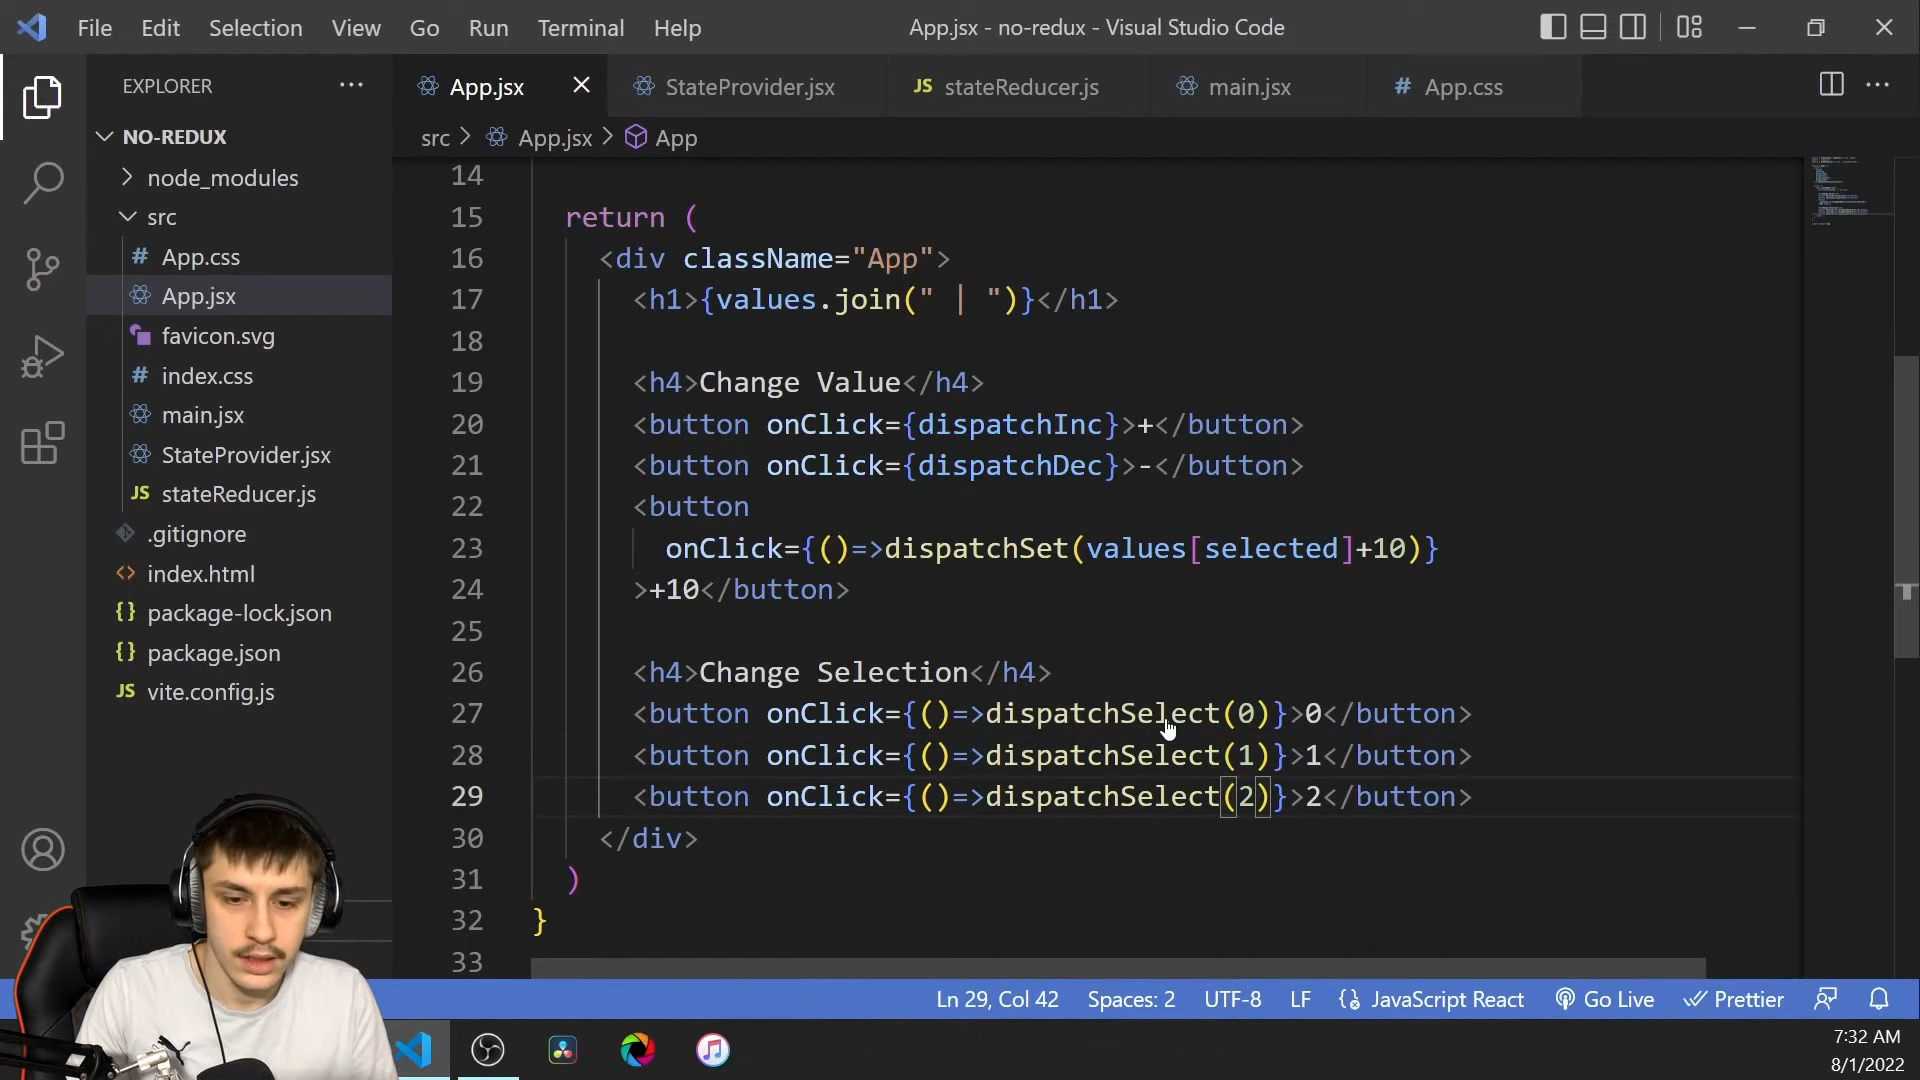 File Edit Selection View Go Run Terminal Help
App.jsx - no-redux - Visual Studio Code
EXPLORER
NO-REDUX
node_modules
src
# App.css
App.jsx
favicon.svg
# index.css
main.jsx
StateProvider.jsx
JS stateReducer.js
.gitignore
<> index.html
{} package-lock.json
{} package.json
JS vite.config.js
App.jsx StateProvider.jsx JS stateReducer.js main.jsx # App.css
src > App.jsx > App
14
15 return (
16 <div className="App">
17 <h1>{values.join(" | ")}</h1>
18
19 <h4>Change Value</h4>
20 <button onClick={dispatchInc}>+</button>
21 <button onClick={dispatchDec}>-</button>
22 <button
23 onClick={()=>dispatchSet(values[selected]+10)}
24 >+10</button>
25
26 <h4>Change Selection</h4>
27 <button onClick={()=>dispatchSelect(0)}>0</button>
28 <button onClick={()=>dispatchSelect(1)}>1</button>
29 <button onClick={()=>dispatchSelect(2)}>2</button>
30 </div>
31 )
32 }
33
Ln 29, Col 42 Spaces: 2 UTF-8 LF JavaScript React Go Live Prettier
7:32 AM
8/1/2022